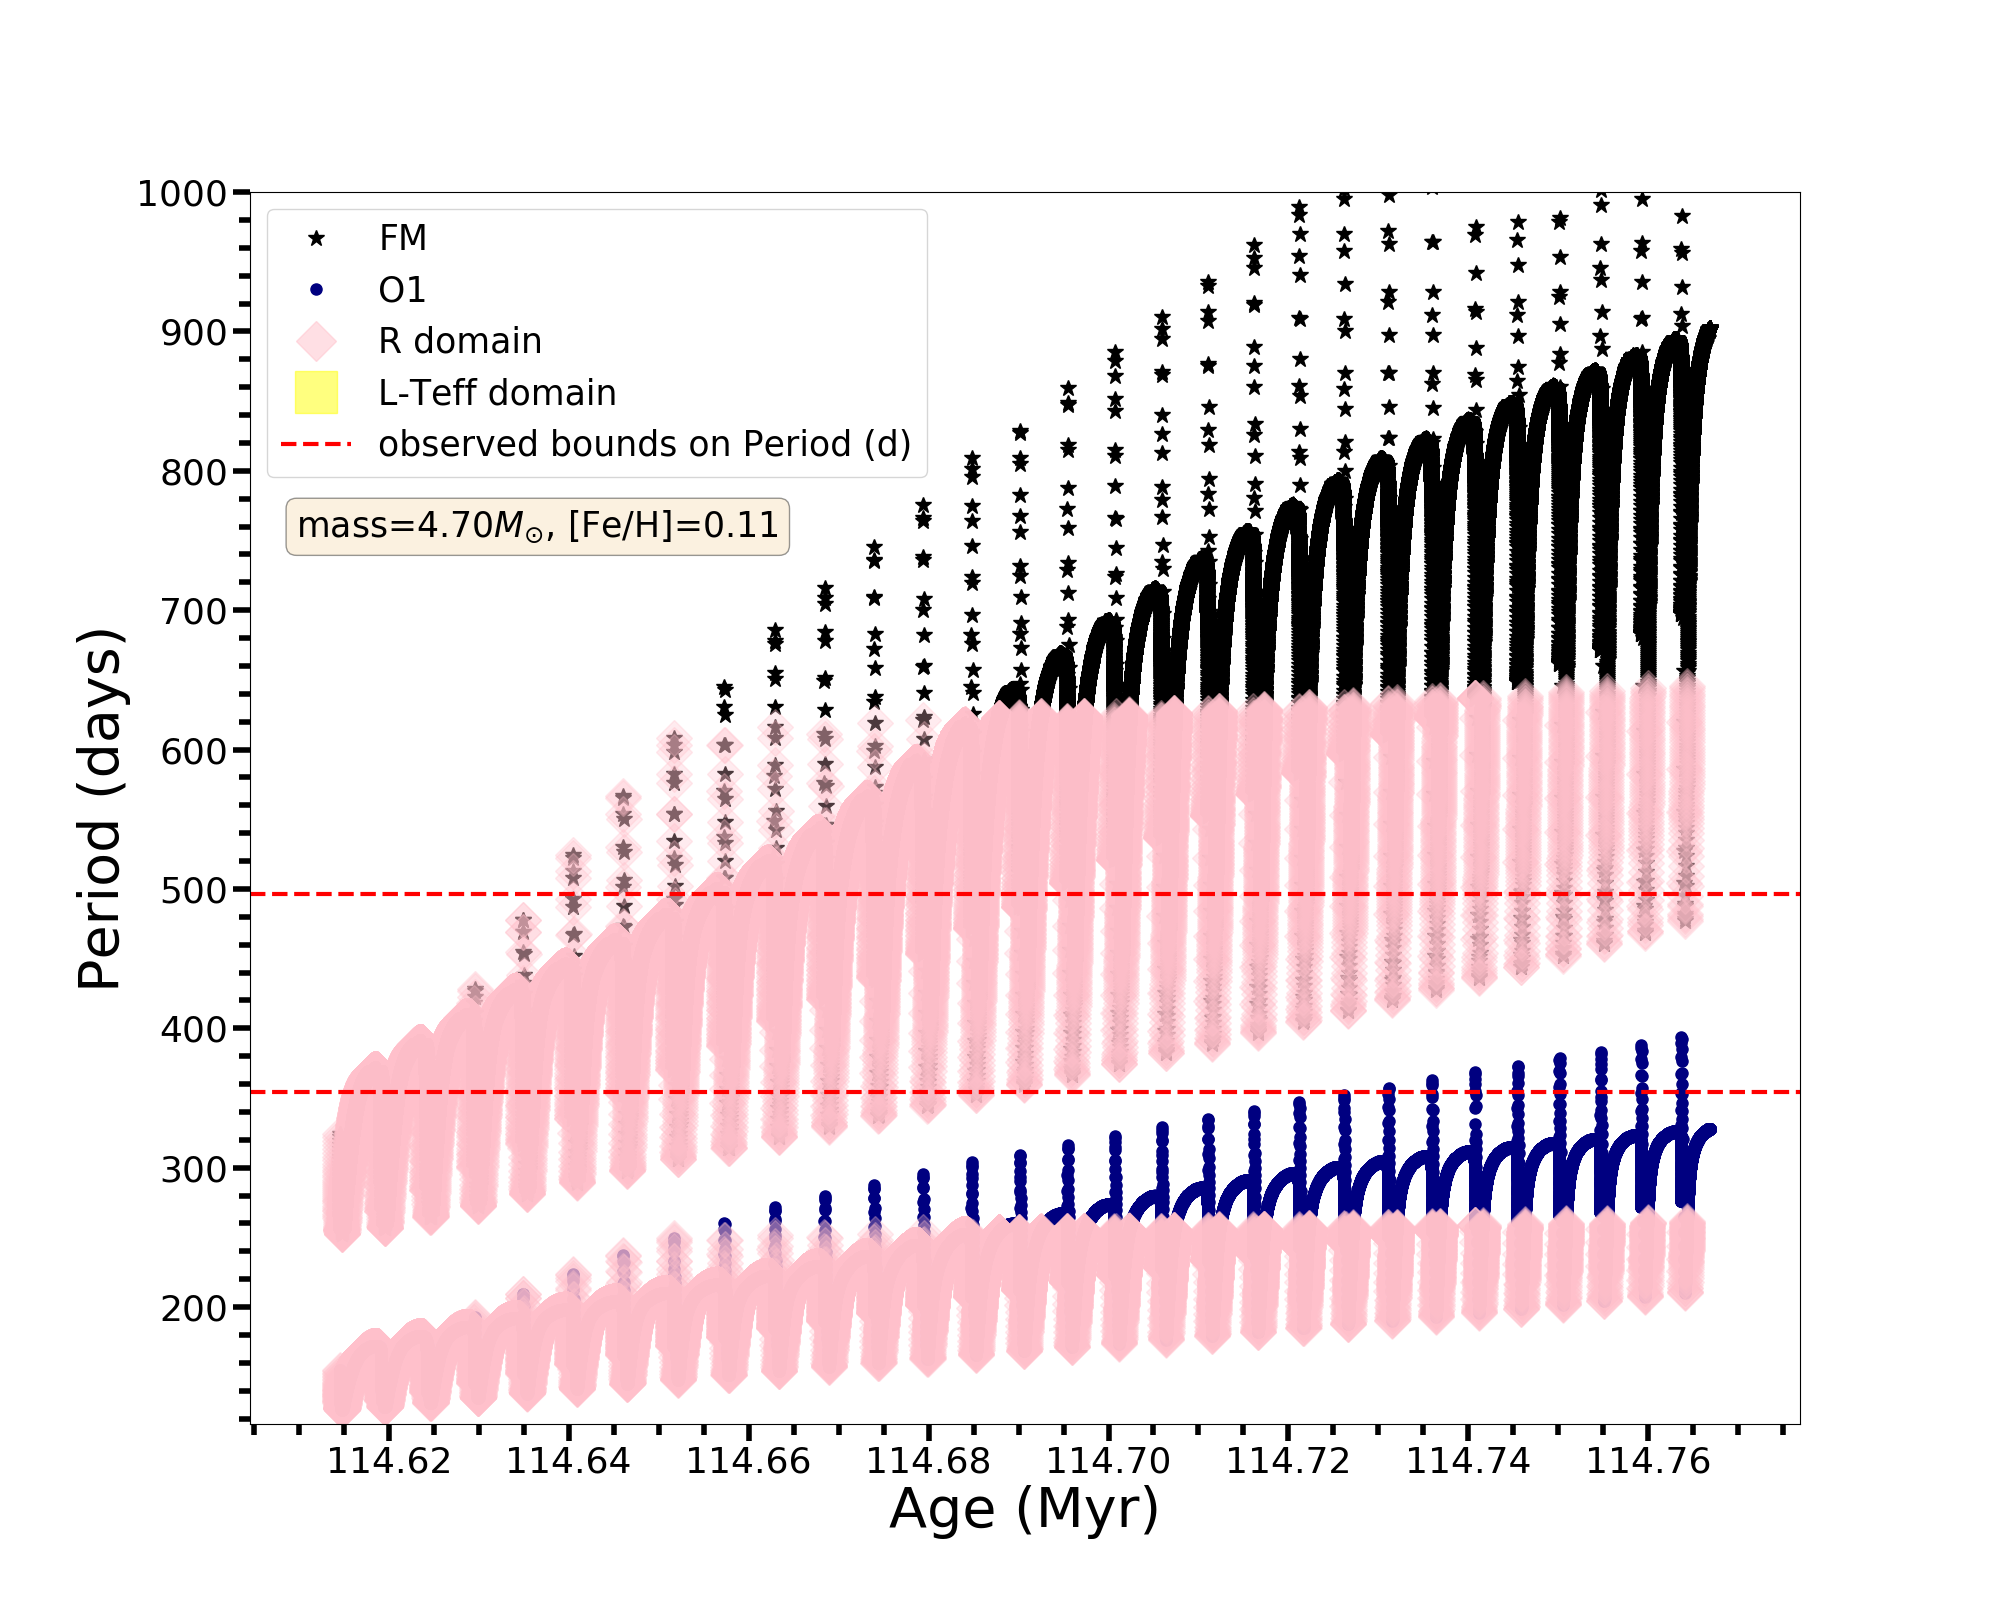 1000
900
800
700
600
500
400
300
200
Period (days)
FM
O1
R domain
L-Teff domain
observed bounds on Period (d)
mass=4.70M⊙, [Fe/H]=0.11
114.62 114.64 114.66 114.68 114.70 114.72 114.74 114.76
Age (Myr)